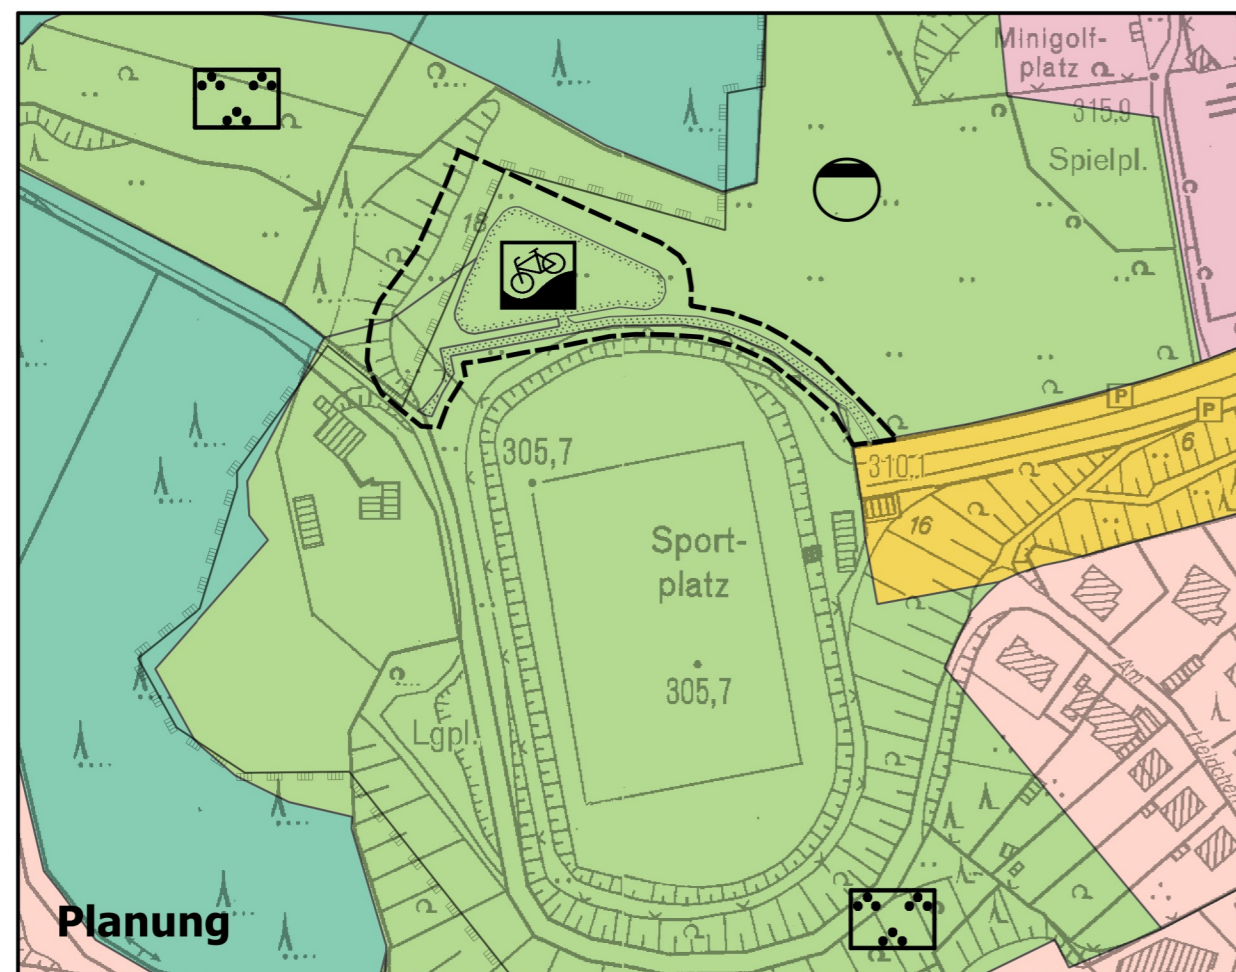 Minigolf-
platz
315,9
Spielpl.
18
P
P
305,7
310,1
6
16
Sport-
platz
305,7
Lgpl.
Am
Heidchen
Planung